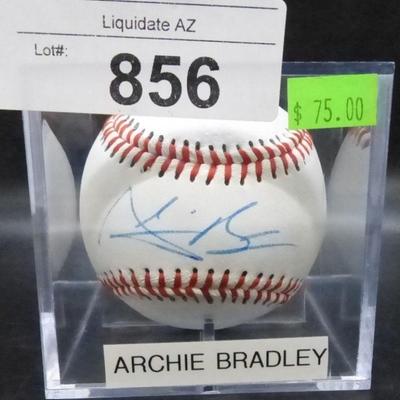 Liquidate AZ
Lot#:
856
$ 75.00
ARCHIE BRADLEY